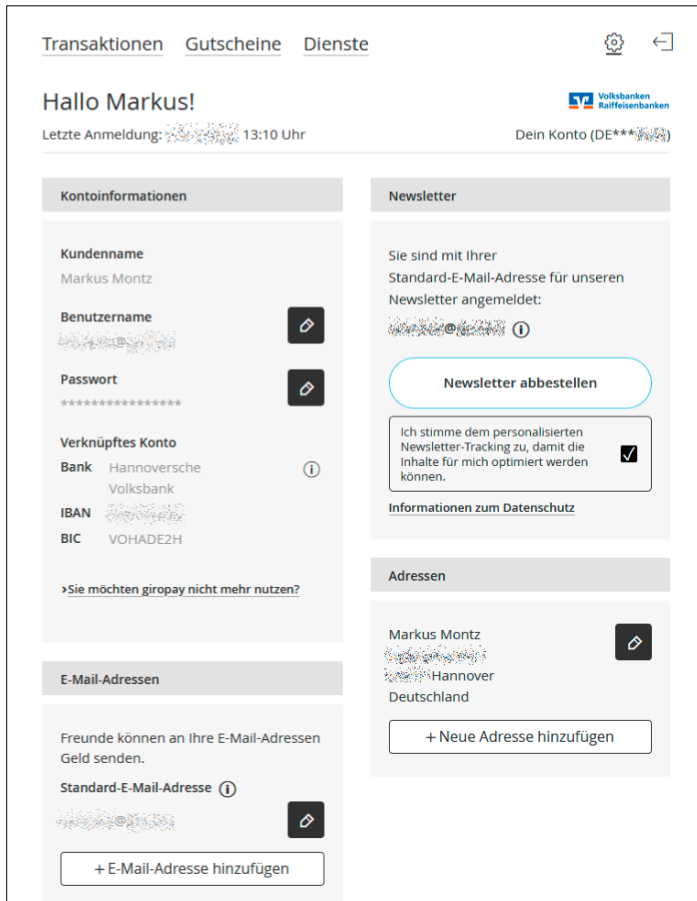 Transaktionen Gutscheine Dienste
Hallo Markus!
Volksbanken
Raiffeisenbanken
Letzte Anmeldung: 13:10 Uhr
Dein Konto (DE*** )
Kontoinformationen
Kundenname
Markus Montz
Benutzername
@
Passwort
****************
Verknüpftes Konto
Bank Hannoversche
Volksbank
IBAN
BIC VOHADE2H
>Sie möchten giropay nicht mehr nutzen?
E-Mail-Adressen
Freunde können an Ihre E-Mail-Adressen
Geld senden.
Standard-E-Mail-Adresse
@
+ E-Mail-Adresse hinzufügen
Newsletter
Sie sind mit Ihrer
Standard-E-Mail-Adresse für unseren
Newsletter angemeldet:
@
Newsletter abbestellen
Ich stimme dem personalisierten
Newsletter-Tracking zu, damit die
Inhalte für mich optimiert werden
können.
Informationen zum Datenschutz
Adressen
Markus Montz
Hannover
Deutschland
+ Neue Adresse hinzufügen